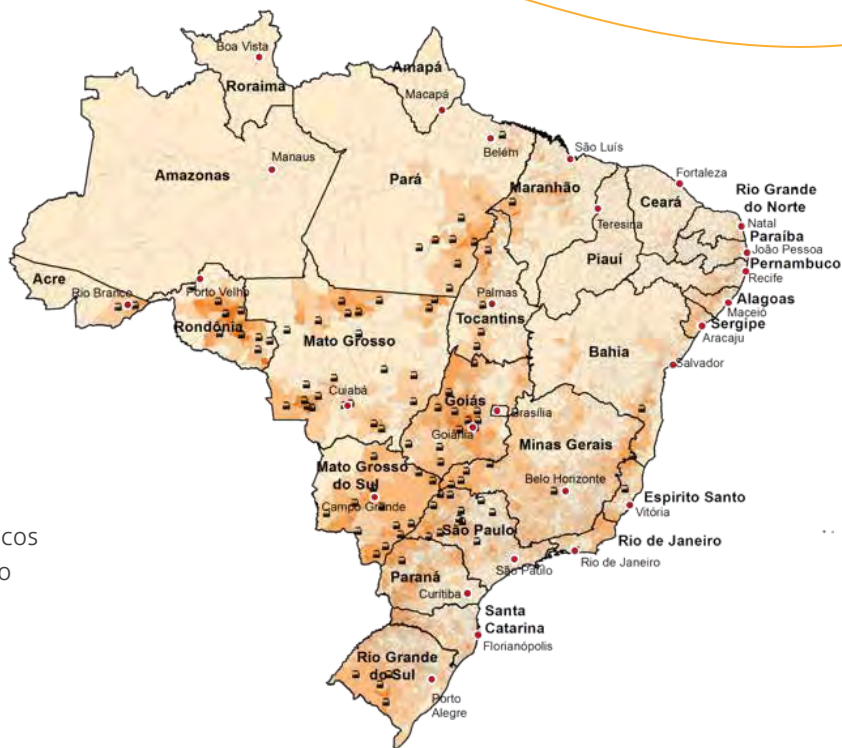 Boa Vista
Roraima
Amapá
Macapá
Manaus
Amazonas
Belém
Pará
São Luís
Maranhão
Fortaleza
Ceará
Teresina
Rio Grande
do Norte
Natal
Paraíba
João Pessoa
Pernambuco
Recife
Piauí
Acre
Rio Branco
Porto Velho
Rondônia
Palmas
Tocantins
Alagoas
Maceió
Sergipe
Aracaju
Mato Grosso
Bahia
Salvador
Cuiabá
Goiás
Brasília
Goiânia
Minas Gerais
Belo Horizonte
Mato Grosso
do Sul
Campo Grande
Espirito Santo
Vitória
São Paulo
Rio de Janeiro
São Paulo
Rio de Janeiro
Paraná
Curitiba
Santa
Catarina
Florianópolis
Rio Grande
do Sul
Porto
Alegre
cos
o